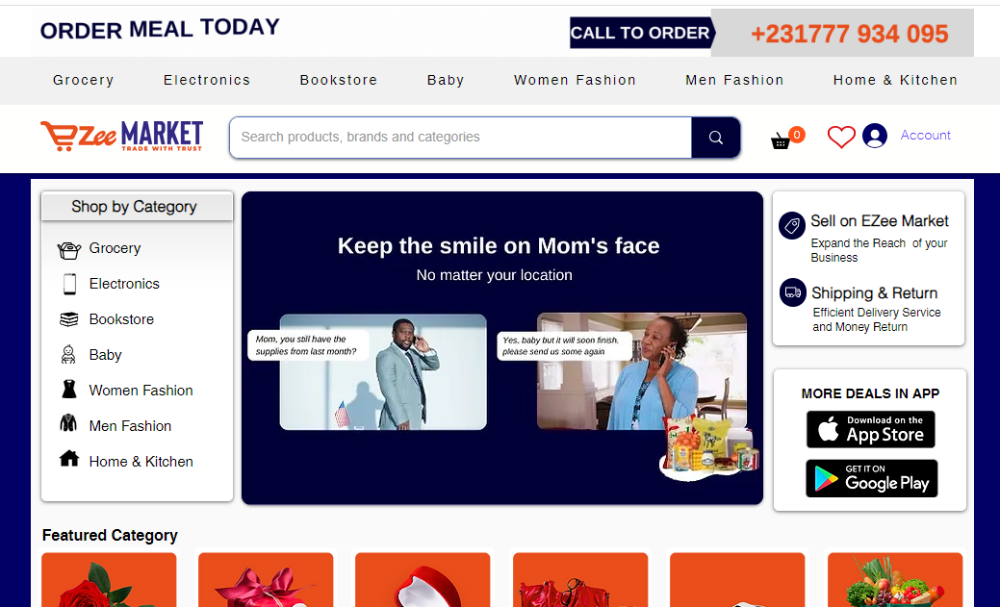 ORDER MEAL TODAY
CALL TO ORDER
+231777 934 095
Grocery
Electronics
Bookstore
Baby
Women Fashion
Men Fashion
Home & Kitchen
Zee MARKET
TRADE WITH TRUST
Search products, brands and categories
0
Account
Shop by Category
Grocery
Electronics
Bookstore
Baby
Women Fashion
Men Fashion
Home & Kitchen
Keep the smile on Mom's face
No matter your location
Mom, you still have the
supplies from last month?
Yes, baby but it will soon finish,
please send us some again
Sell on EZee Market
Expand the Reach of your
Business
Shipping & Return
Efficient Delivery Service
and Money Return
MORE DEALS IN APP
Download on the
App Store
GET IT ON
Google Play
Featured Category